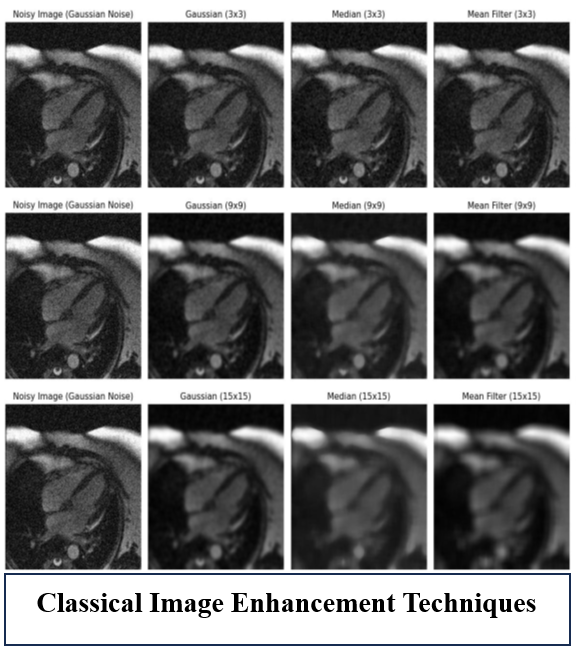 Noisy Image (Gaussian Noise) Gaussian (3x3) Median (3x3) Mean Filter (3x3)
Noisy Image (Gaussian Noise) Gaussian (9x9) Median (9x9) Mean Filter (9x9)
Noisy Image (Gaussian Noise) Gaussian (15x15) Median (15x15) Mean Filter (15x15)
Classical Image Enhancement Techniques